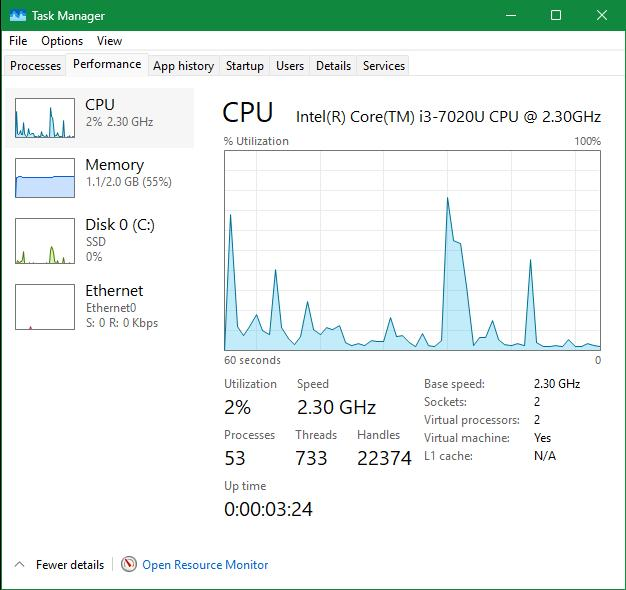 Task Manager
File Options View
Processes Performance App history Startup Users Details Services
CPU
2% 2.30 GHz
Memory
1.1/2.0 GB (55%)
Disk 0 (C:)
SSD
0%
Ethernet
Ethernet0
S: 0 R: 0 Kbps
CPU Intel(R) Core(TM) i3-7020U CPU @ 2.30GHz
% Utilization 100%
60 seconds 0
Utilization Speed
2% 2.30 GHz
Processes Threads Handles
53 733 22374
Up time
0:00:03:24
Base speed: 2.30 GHz
Sockets: 2
Virtual processors: 2
Virtual machine: Yes
L1 cache: N/A
Fewer details Open Resource Monitor